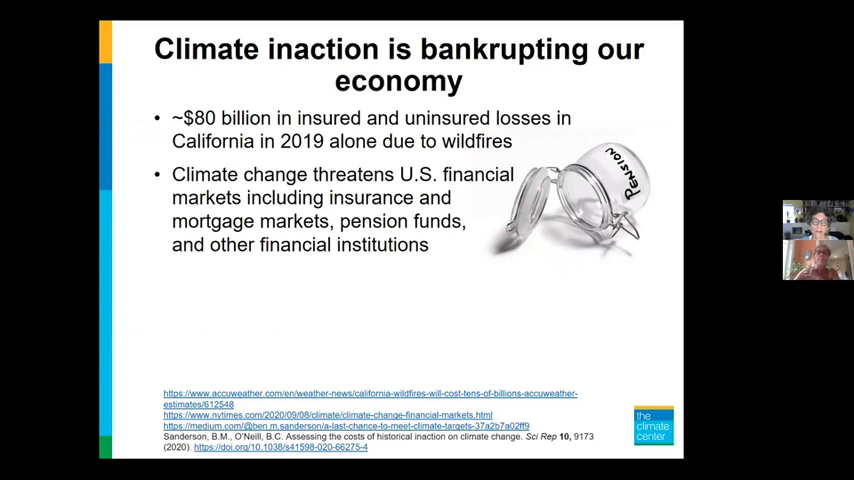 Climate inaction is bankrupting our
economy
• ~$80 billion in insured and uninsured losses in
California in 2019 alone due to wildfires
• Climate change threatens U.S. financial
markets including insurance and
mortgage markets, pension funds,
and other financial institutions
PENSION
https://www.accuweather.com/en/weather-news/california-wildfires-will-cost-tens-of-billions-accuweather-
estimates/612548
https://www.nytimes.com/2020/09/08/climate/climate-change-financial-markets.html
https://medium.com/@ben.m.sanderson/a-last-chance-to-meet-climate-targets-37a2b7a02ff9
Sanderson, B.M., O'Neill, B.C. Assessing the costs of historical inaction on climate change. Sci Rep 10, 9173
(2020). https://doi.org/10.1038/s41598-020-66275-4
the
climate
center